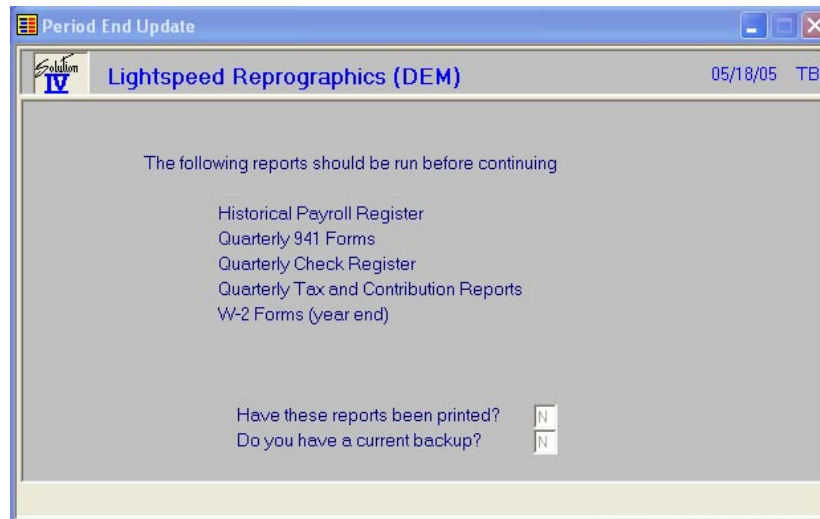 Period End Update
Solution IV
Lightspeed Reprographics (DEM) 05/18/05 TB
The following reports should be run before continuing
Historical Payroll Register
Quarterly 941 Forms
Quarterly Check Register
Quarterly Tax and Contribution Reports
W-2 Forms (year end)
Have these reports been printed? N
Do you have a current backup? N